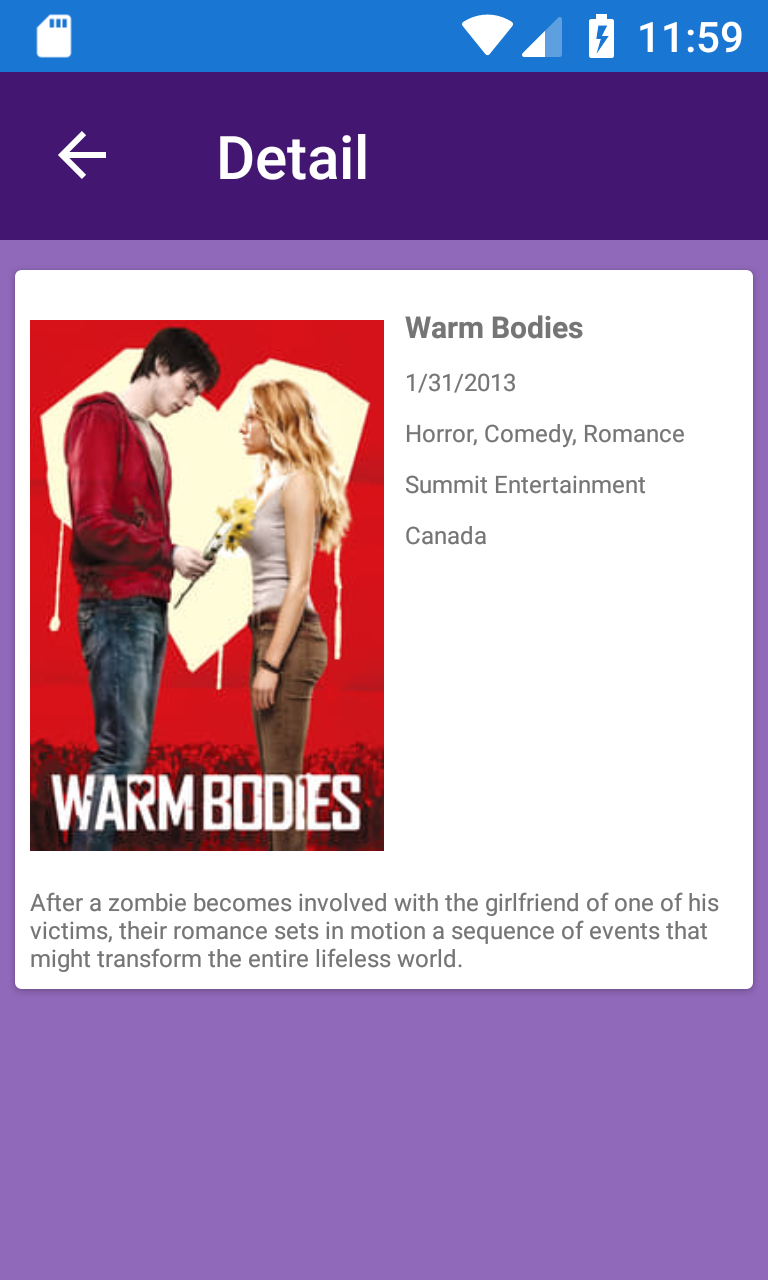 11:59
Detail
Warm Bodies
1/31/2013
Horror, Comedy, Romance
Summit Entertainment
Canada
WARM BODIES
After a zombie becomes involved with the girlfriend of one of his
victims, their romance sets in motion a sequence of events that
might transform the entire lifeless world.